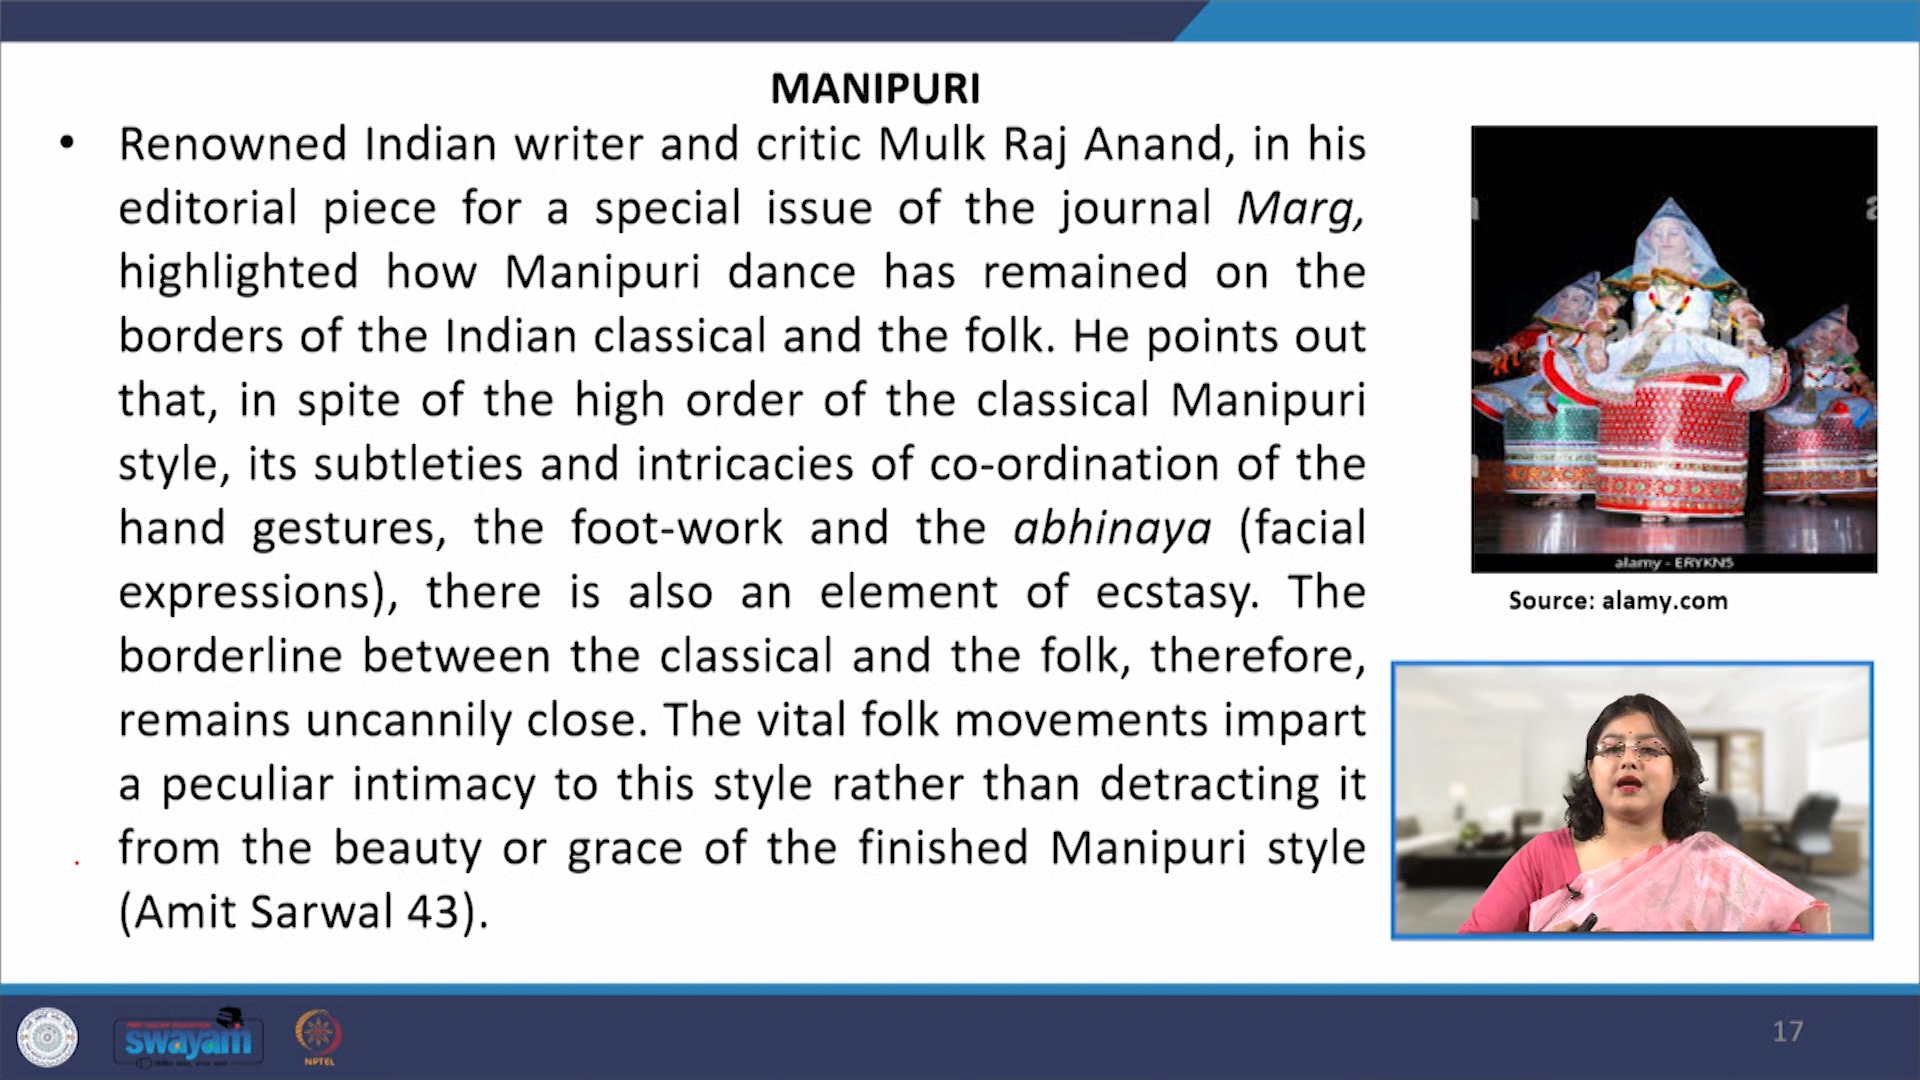 MANIPURI
• Renowned Indian writer and critic Mulk Raj Anand, in his
editorial piece for a special issue of the journal Marg,
highlighted how Manipuri dance has remained on the
borders of the Indian classical and the folk. He points out
that, in spite of the high order of the classical Manipuri
style, its subtleties and intricacies of co-ordination of the
hand gestures, the foot-work and the abhinaya (facial
expressions), there is also an element of ecstasy. The
borderline between the classical and the folk, therefore,
remains uncannily close. The vital folk movements impart
a peculiar intimacy to this style rather than detracting it
from the beauty or grace of the finished Manipuri style
(Amit Sarwal 43).
alamy
a
a
alamy - ERYKN5
Source: alamy.com
swayam
NPTEL
17